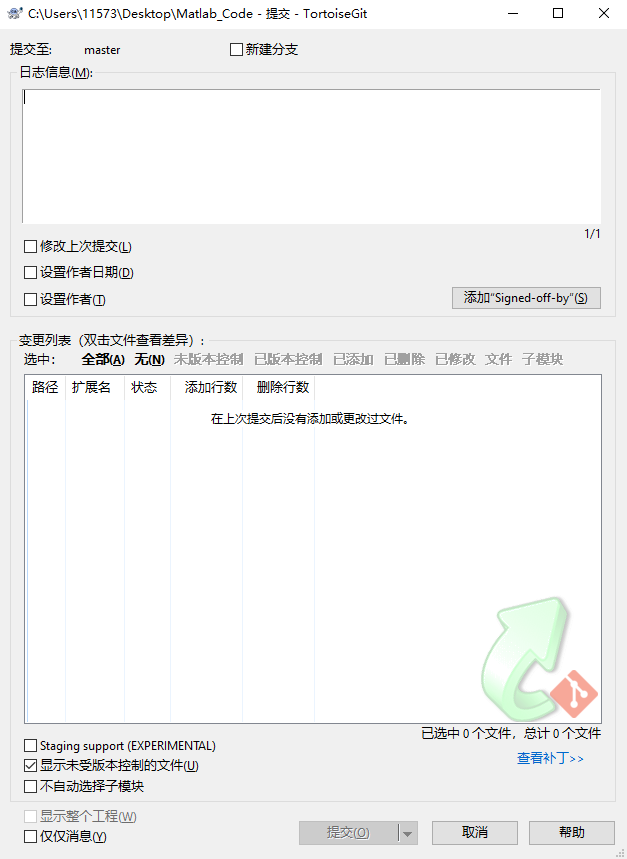 C:\Users\11573\Desktop\Matlab_Code - 提交 - TortoiseGit
提交至: master 新建分支
日志信息(M):
1/1
修改上次提交(L)
设置作者日期(D)
设置作者(T)
添加"Signed-off-by"(S)
变更列表（双击文件查看差异）:
选中： 全部(A) 无(N) 未版本控制 已版本控制 已添加 已删除 已修改 文件 子模块
路径 扩展名 状态 添加行数 删除行数
在上次提交后没有添加或更改过文件。
已选中 0 个文件，总计 0 个文件
Staging support (EXPERIMENTAL)
显示未受版本控制的文件(U)
查看补丁>>
不自动选择子模块
显示整个工程(W)
仅仅消息(Y)
提交(O) 取消 帮助